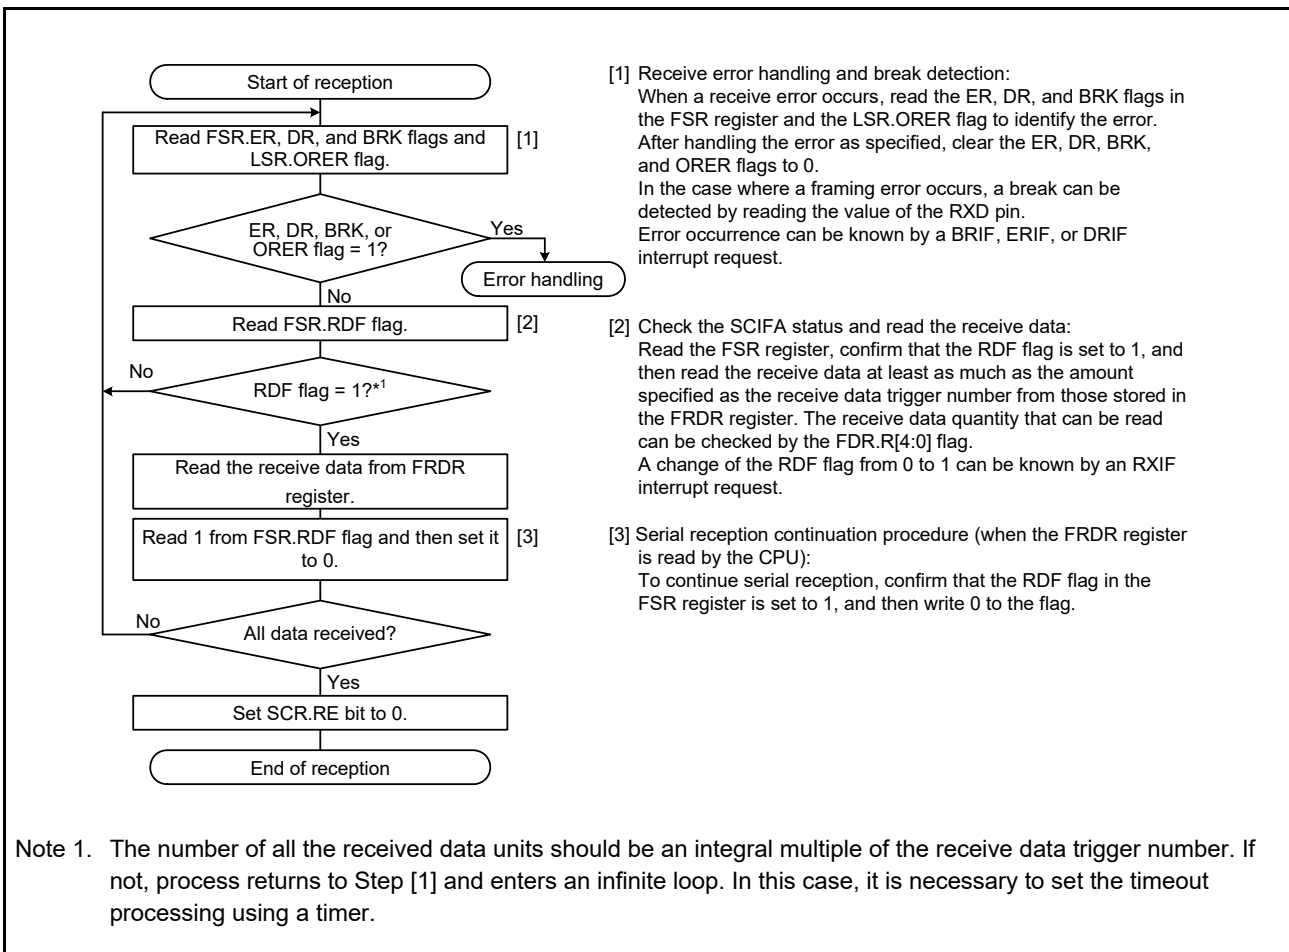 Start of reception
Read FSR.ER, DR, and BRK flags and
LSR.ORER flag.
[1]
ER, DR, BRK, or
ORER flag = 1?
Yes
Error handling
No
Read FSR.RDF flag.
[2]
No
RDF flag = 1?*1
Yes
Read the receive data from FRDR
register.
Read 1 from FSR.RDF flag and then set it
to 0.
[3]
No
All data received?
Yes
Set SCR.RE bit to 0.
End of reception
[1] Receive error handling and break detection:
When a receive error occurs, read the ER, DR, and BRK flags in
the FSR register and the LSR.ORER flag to identify the error.
After handling the error as specified, clear the ER, DR, BRK,
and ORER flags to 0.
In the case where a framing error occurs, a break can be
detected by reading the value of the RXD pin.
Error occurrence can be known by a BRIF, ERIF, or DRIF
interrupt request.
[2] Check the SCIFA status and read the receive data:
Read the FSR register, confirm that the RDF flag is set to 1, and
then read the receive data at least as much as the amount
specified as the receive data trigger number from those stored in
the FRDR register. The receive data quantity that can be read
can be checked by the FDR.R[4:0] flag.
A change of the RDF flag from 0 to 1 can be known by an RXIF
interrupt request.
[3] Serial reception continuation procedure (when the FRDR register
is read by the CPU):
To continue serial reception, confirm that the RDF flag in the
FSR register is set to 1, and then write 0 to the flag.
Note 1. The number of all the received data units should be an integral multiple of the receive data trigger number. If
not, process returns to Step [1] and enters an infinite loop. In this case, it is necessary to set the timeout
processing using a timer.